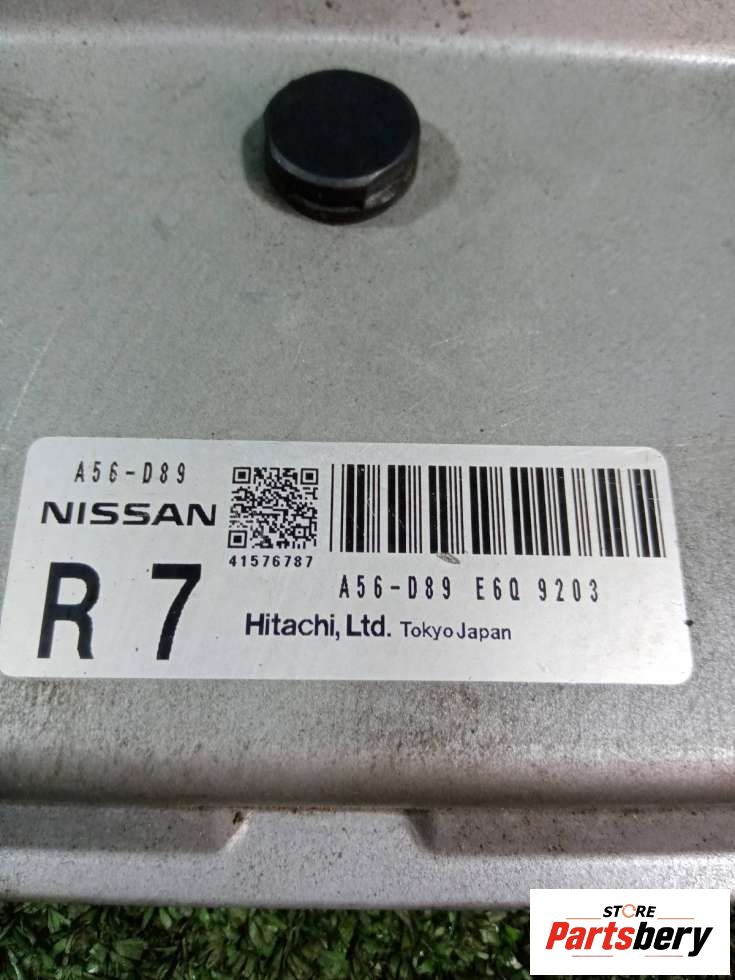 A56-D89
NISSAN
R 7
41576787
A56-D89 E6Q 9203
Hitachi, Ltd. Tokyo Japan
STORE
Partsbery